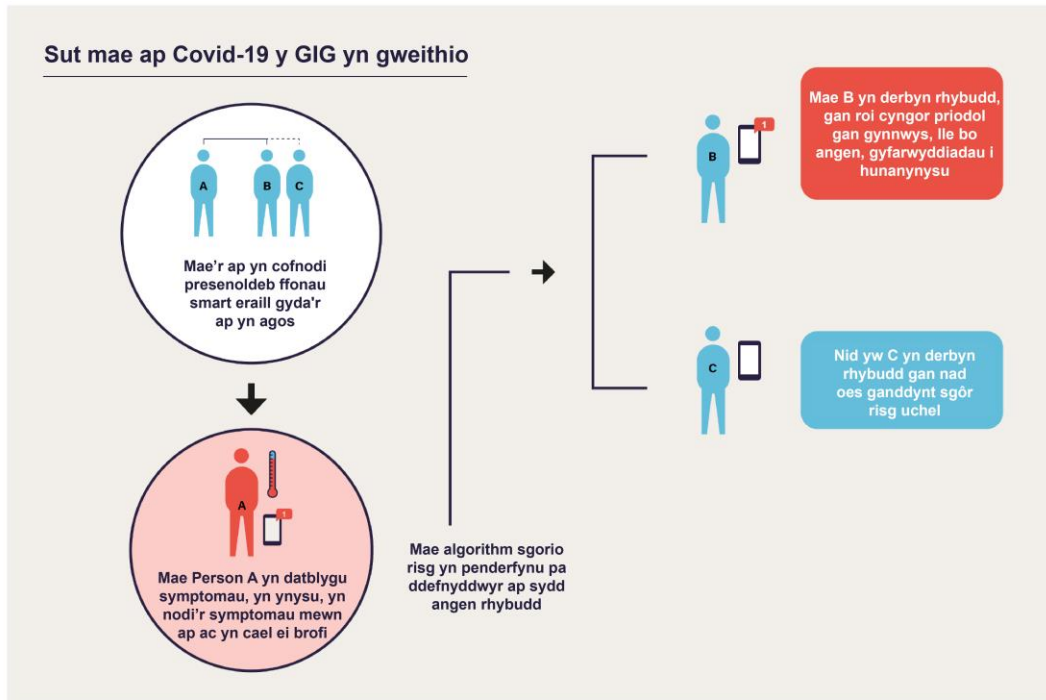 Sut mae ap Covid-19 y GIG yn gweithio
A
B
C
Mae'r ap yn cofnodi
presenoldeb ffonau
smart eraill gyda'r
ap yn agos
A
1
Mae Person A yn datblygu
symptomau, yn ynysu, yn
nodi'r symptomau mewn
ap ac yn cael ei brofi
Mae algorithm sgorio
risg yn penderfynu pa
ddefnyddwyr ap sydd
angen rhybudd
B
1
Mae B yn derbyn rhybudd,
gan roi cyngor priodol
gan gynnwys, lle bo
angen, gyfarwyddiadau i
hunanynysu
C
Nid yw C yn derbyn
rhybudd gan nad
oes ganddynt sgôr
risg uchel